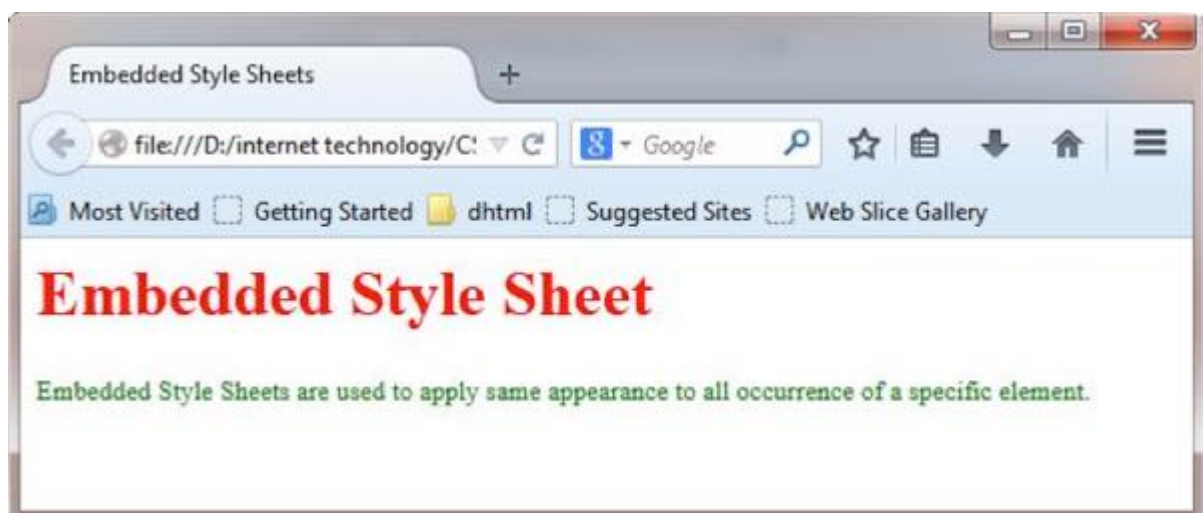 Embedded Style Sheets
file:///D:/internet technology/C
8 Google
Most Visited Getting Started dhtml Suggested Sites Web Slice Gallery
Embedded Style Sheet
Embedded Style Sheets are used to apply same appearance to all occurrence of a specific element.